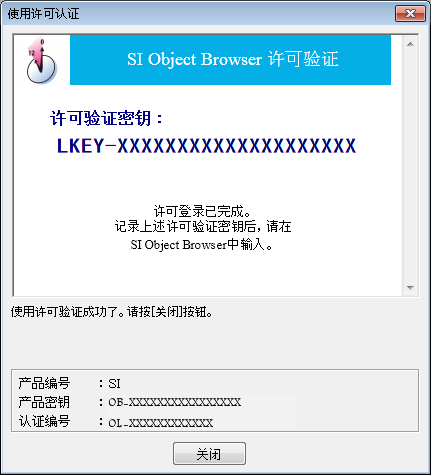 使用许可认证
12
0
SI Object Browser 许可验证
许可验证密钥：
LKEY-XXXXXXXXXXXXXXXXXXXX
许可登录已完成。
记录上述许可验证密钥后, 请在
SI Object Browser中输入。
使用许可验证成功了。请按[关闭]按钮。
产品编号 ：SI
产品密钥 ：OB-XXXXXXXXXXXXXXXX
认证编号 ：OL-XXXXXXXXXXXX
关闭